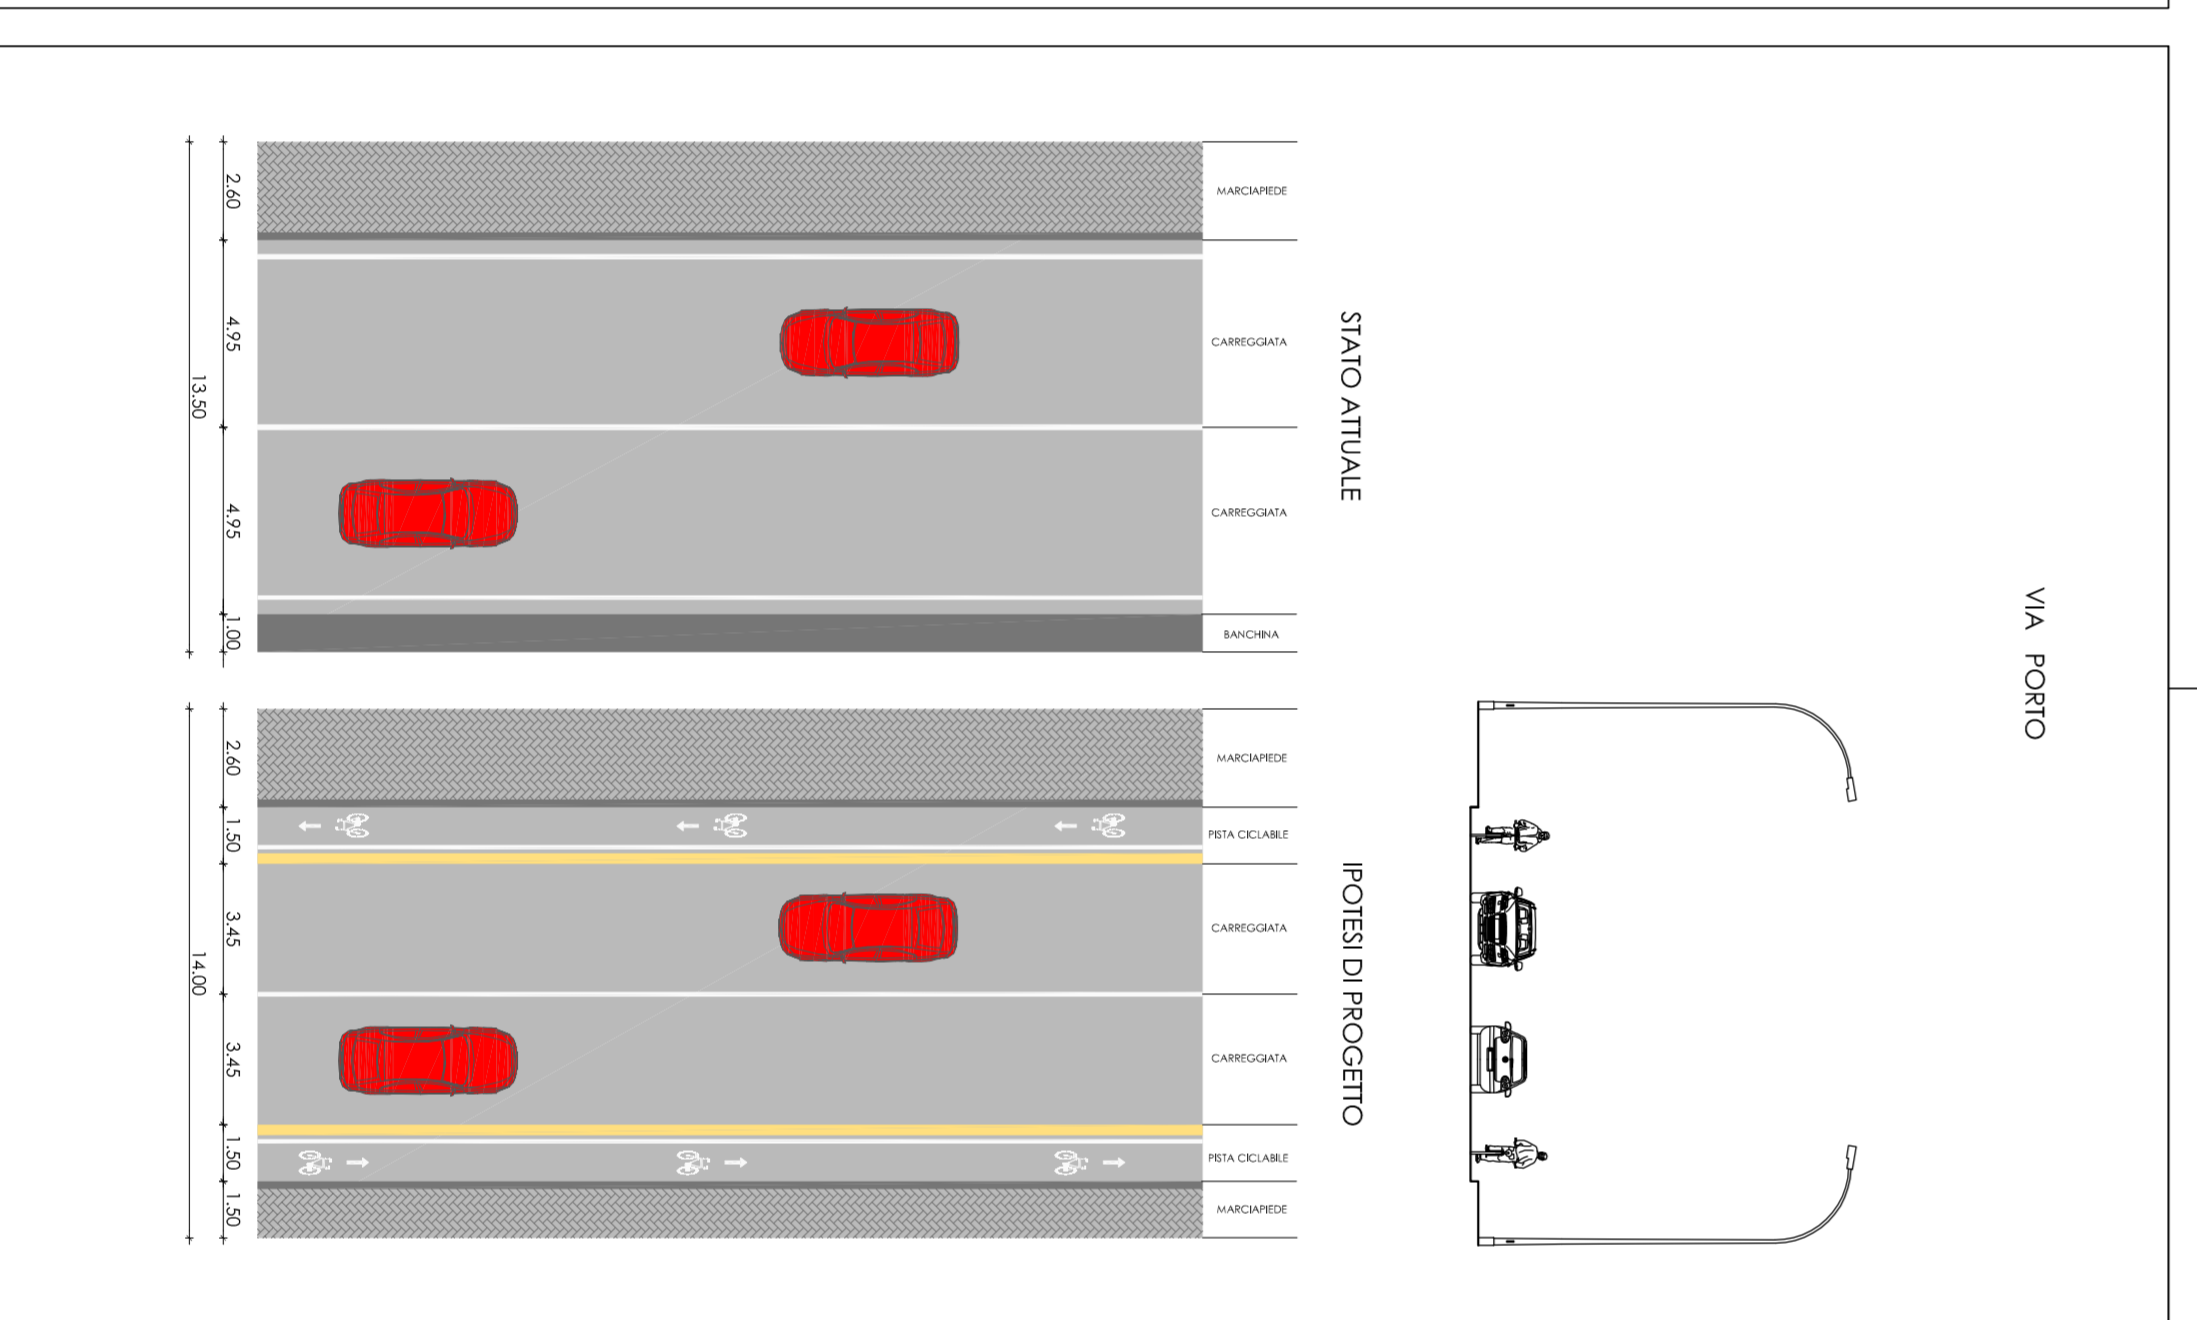 VIA PORTO
STATO ATTUALE
MARCIAPIEDE
CARREGGIATA
CARREGGIATA
BANCHINA
2.60
4.95
4.95
1.00
13.50
IPOTESI DI PROGETTO
MARCIAPIEDE
PISTA CICLABILE
CARREGGIATA
CARREGGIATA
PISTA CICLABILE
MARCIAPIEDE
2.60
1.50
3.45
3.45
1.50
1.50
14.00